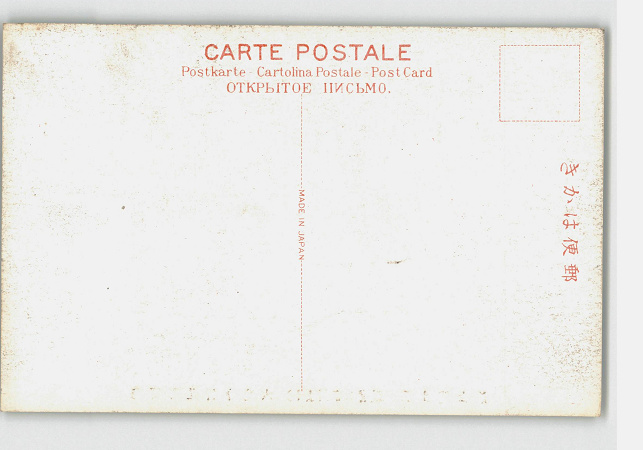 CARTE POSTALE
Postkarte - Cartolina Postale - Post Card
ОТКРЫТОЕ ПИСЬМО.
MADE IN JAPAN
郵便はかき